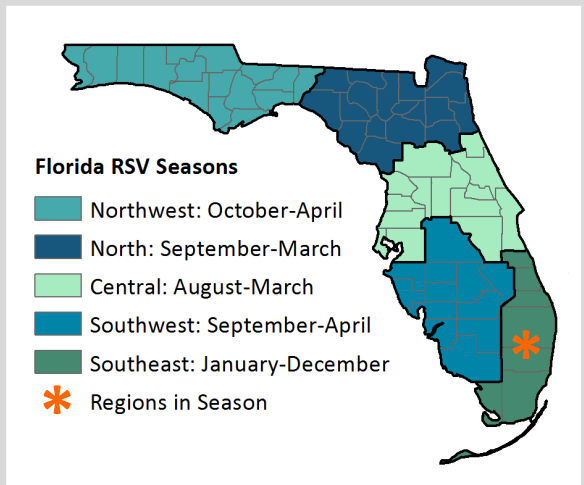 Florida RSV Seasons
Northwest: October-April
North: September-March
Central: August-March
Southwest: September-April
Southeast: January-December
Regions in Season